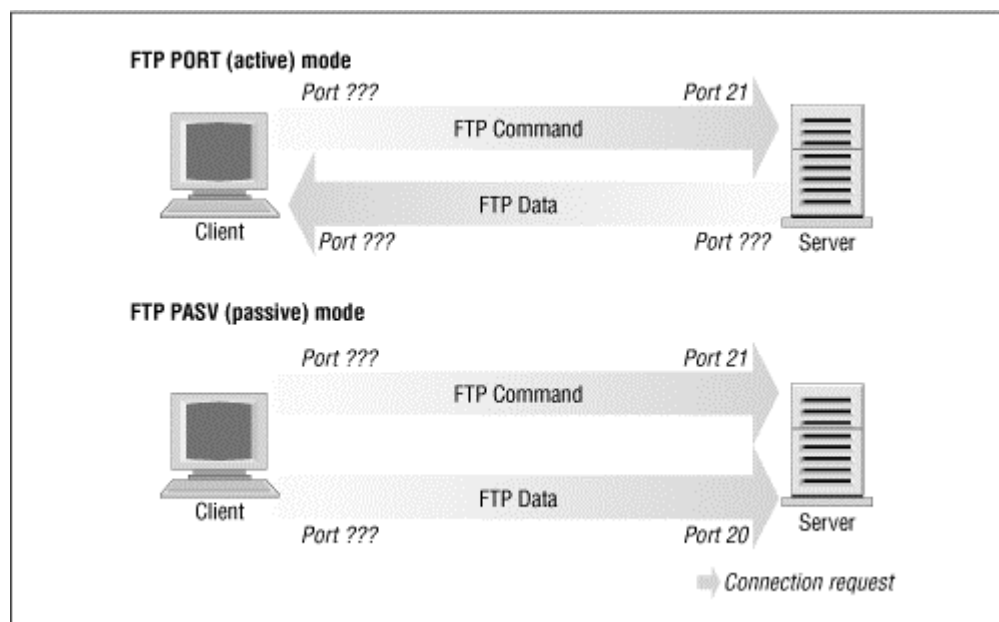 FTP PORT (active) mode
Port ???
Port 21
FTP Command
FTP Data
Client
Port ???
Port ???
Server
FTP PASV (passive) mode
Port ???
Port 21
FTP Command
FTP Data
Client
Server
Port ???
Port 20
Connection request